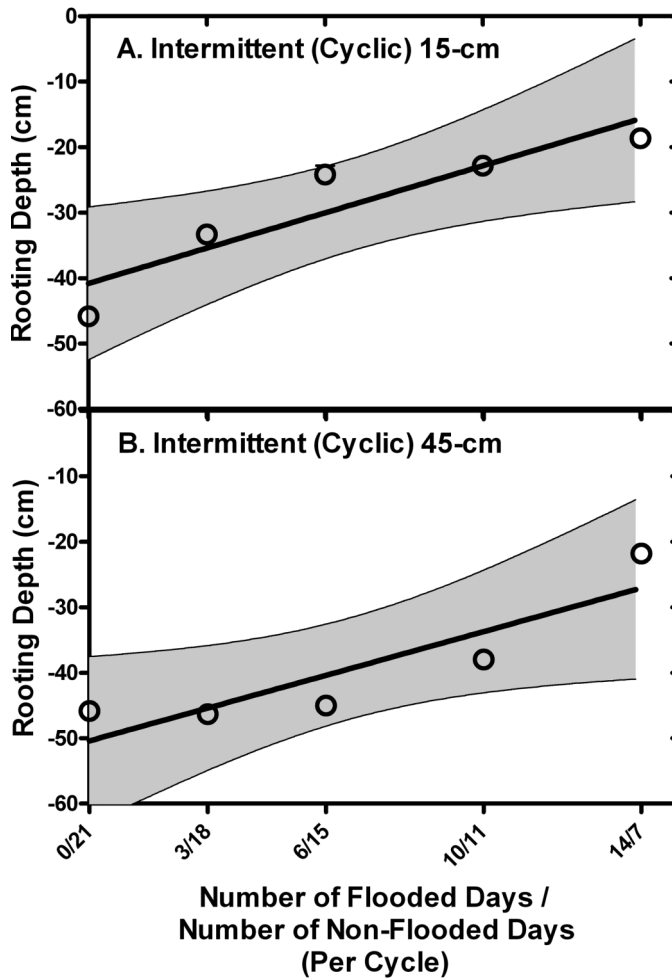 0
A. Intermittent (Cyclic) 15-cm
-10
-20
-30
-40
-50
-60
Rooting Depth (cm)
B. Intermittent (Cyclic) 45-cm
-10
-20
-30
-40
-50
-60
Rooting Depth (cm)
0/21
3/18
6/15
10/11
14/7
Number of Flooded Days /
Number of Non-Flooded Days
(Per Cycle)